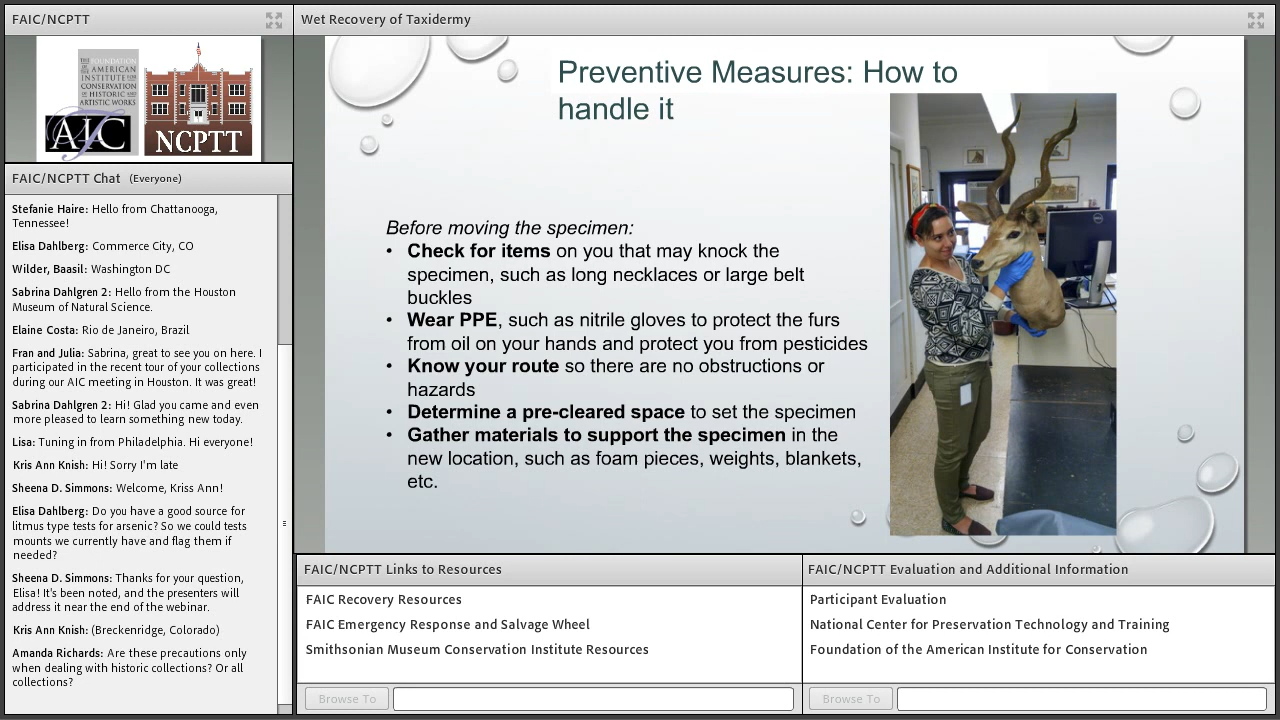 FAIC/NCPTT
THE FOUNDATION
OF THE AMERICAN
INSTITUTE FOR
CONSERVATION
OF HISTORIC AND
ARTISTIC WORKS
AIC
NCPTT
FAIC/NCPTT Chat (Everyone)
Stefanie Haire: Hello from Chattanooga,
Tennessee!
Elisa Dahlberg: Commerce City, CO
Wilder, Baasil: Washington DC
Sabrina Dahlgren 2: Hello from the Houston
Museum of Natural Science.
Elaine Costa: Rio de Janeiro, Brazil
Fran and Julia: Sabrina, great to see you on here. I
participated in the recent tour of your collections
during our AIC meeting in Houston. It was great!
Sabrina Dahlgren 2: Hi! Glad you came and even
more pleased to learn something new today.
Lisa: Tuning in from Philadelphia. Hi everyone!
Kris Ann Knish: Hi! Sorry I'm late
Sheena D. Simmons: Welcome, Kriss Ann!
Elisa Dahlberg: Do you have a good source for
litmus type tests for arsenic? So we could tests
mounts we currently have and flag them if
needed?
Sheena D. Simmons: Thanks for your question,
Elisa! It's been noted, and the presenters will
address it near the end of the webinar.
Kris Ann Knish: (Breckenridge, Colorado)
Amanda Richards: Are these precautions only
when dealing with historic collections? Or all
collections?
Wet Recovery of Taxidermy
Preventive Measures: How to
handle it
Before moving the specimen:
• Check for items on you that may knock the
specimen, such as long necklaces or large belt
buckles
• Wear PPE, such as nitrile gloves to protect the furs
from oil on your hands and protect you from pesticides
• Know your route so there are no obstructions or
hazards
• Determine a pre-cleared space to set the specimen
• Gather materials to support the specimen in the
new location, such as foam pieces, weights, blankets,
etc.
FAIC/NCPTT Links to Resources
FAIC Recovery Resources
FAIC Emergency Response and Salvage Wheel
Smithsonian Museum Conservation Institute Resources
Browse To
FAIC/NCPTT Evaluation and Additional Information
Participant Evaluation
National Center for Preservation Technology and Training
Foundation of the American Institute for Conservation
Browse To